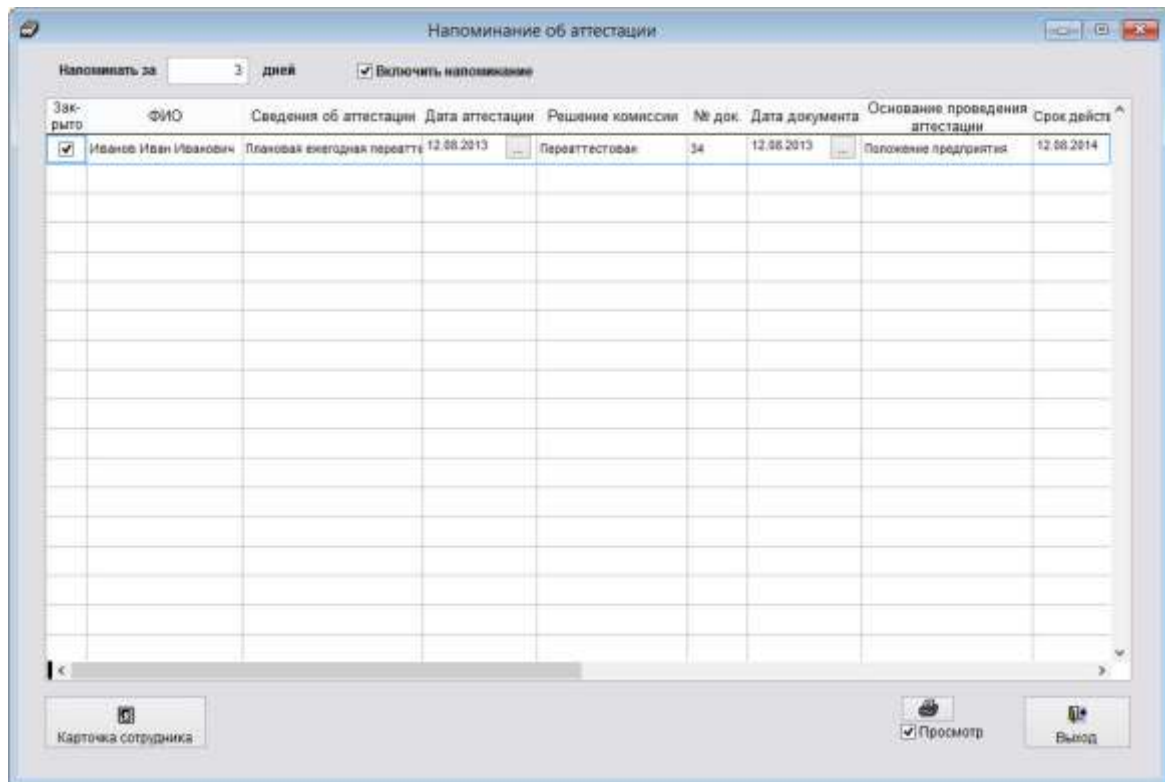 Напоминание об аттестации
Напоминать за 3 дней Включить напоминание
Зак-рыто ФИО Сведения об аттестации Дата аттестации Решение комиссии № док. Дата документа Основание проведения аттестации Срок дейст
Иванов Иван Иванович Плановая ежегодная переатте 12.08.2013 ... Переаттестован 34 12.08.2013 ... Положение предприятия 12.08.2014
Карточка сотрудника Просмотр Выход